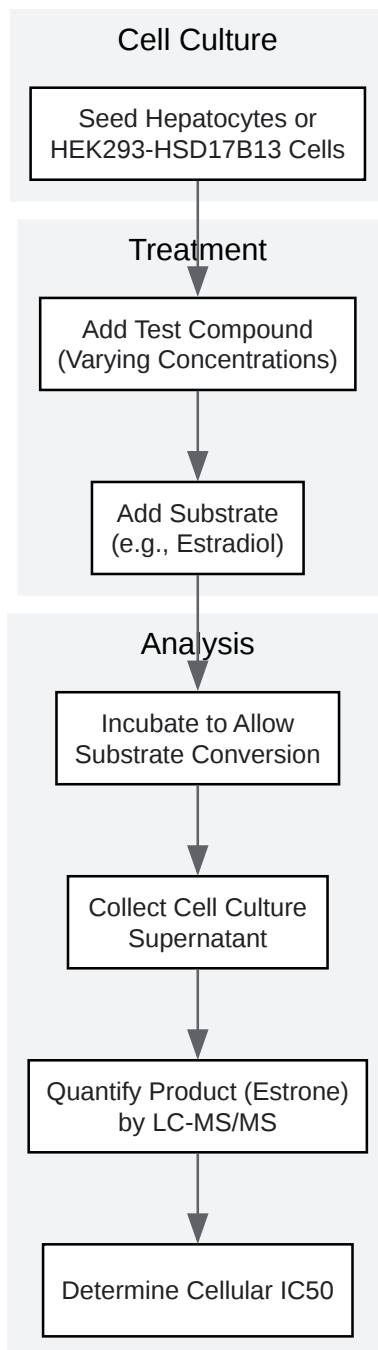 Cell Culture
Seed Hepatocytes or
HEK293-HSD17B13 Cells
Treatment
Add Test Compound
(Varying Concentrations)
Add Substrate
(e.g., Estradiol)
Analysis
Incubate to Allow
Substrate Conversion
Collect Cell Culture
Supernatant
Quantify Product (Estrone)
by LC-MS/MS
Determine Cellular IC50